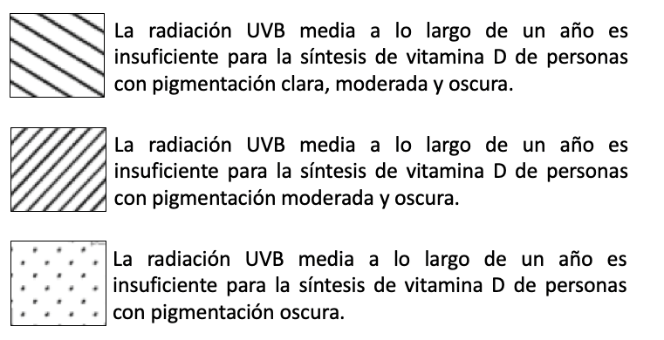 La radiación UVB media a lo largo de un año es
insuficiente para la síntesis de vitamina D de personas
con pigmentación clara, moderada y oscura.
La radiación UVB media a lo largo de un año es
insuficiente para la síntesis de vitamina D de personas
con pigmentación moderada y oscura.
La radiación UVB media a lo largo de un año es
insuficiente para la síntesis de vitamina D de personas
con pigmentación oscura.